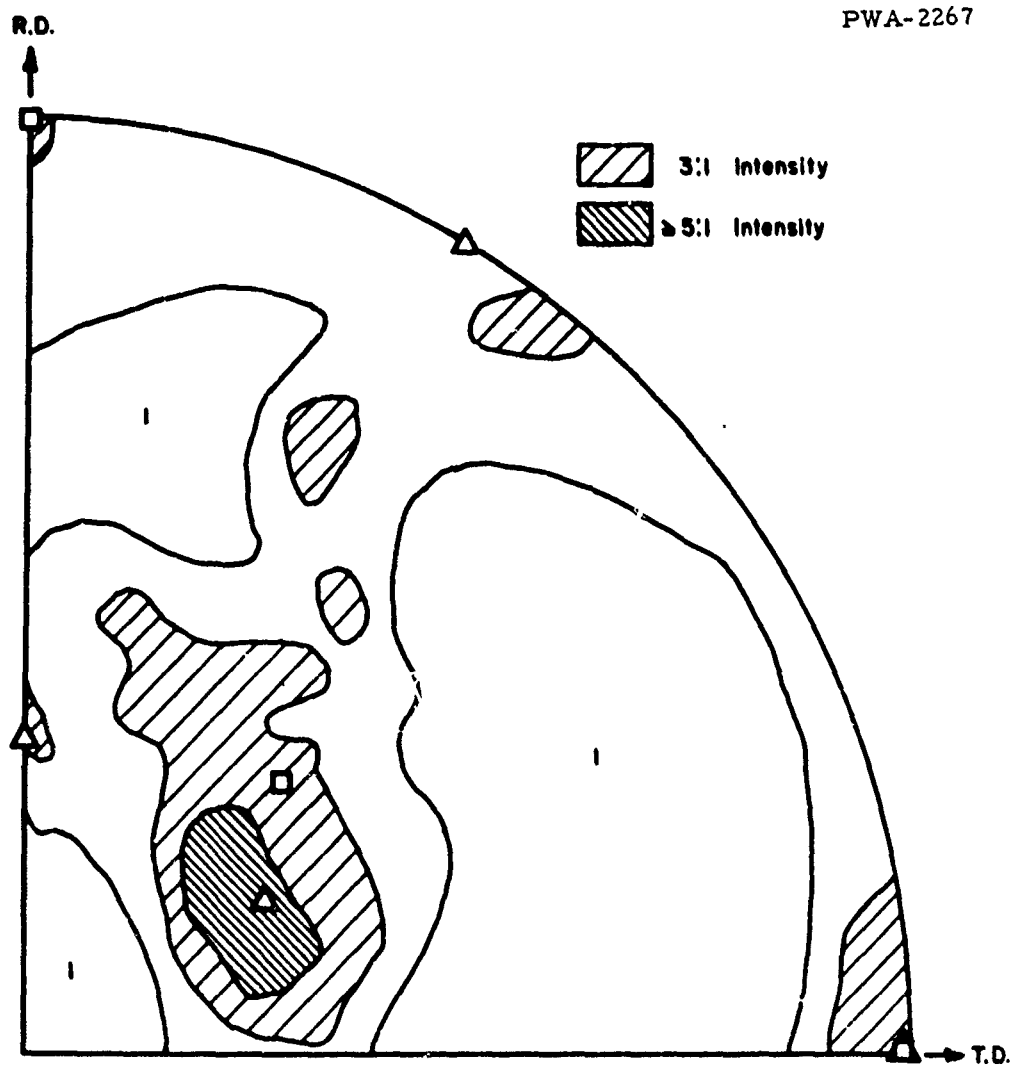 PWA-2267
R.D.
3:1 Intensity
≥5:1 Intensity
1
1
1
T.D.